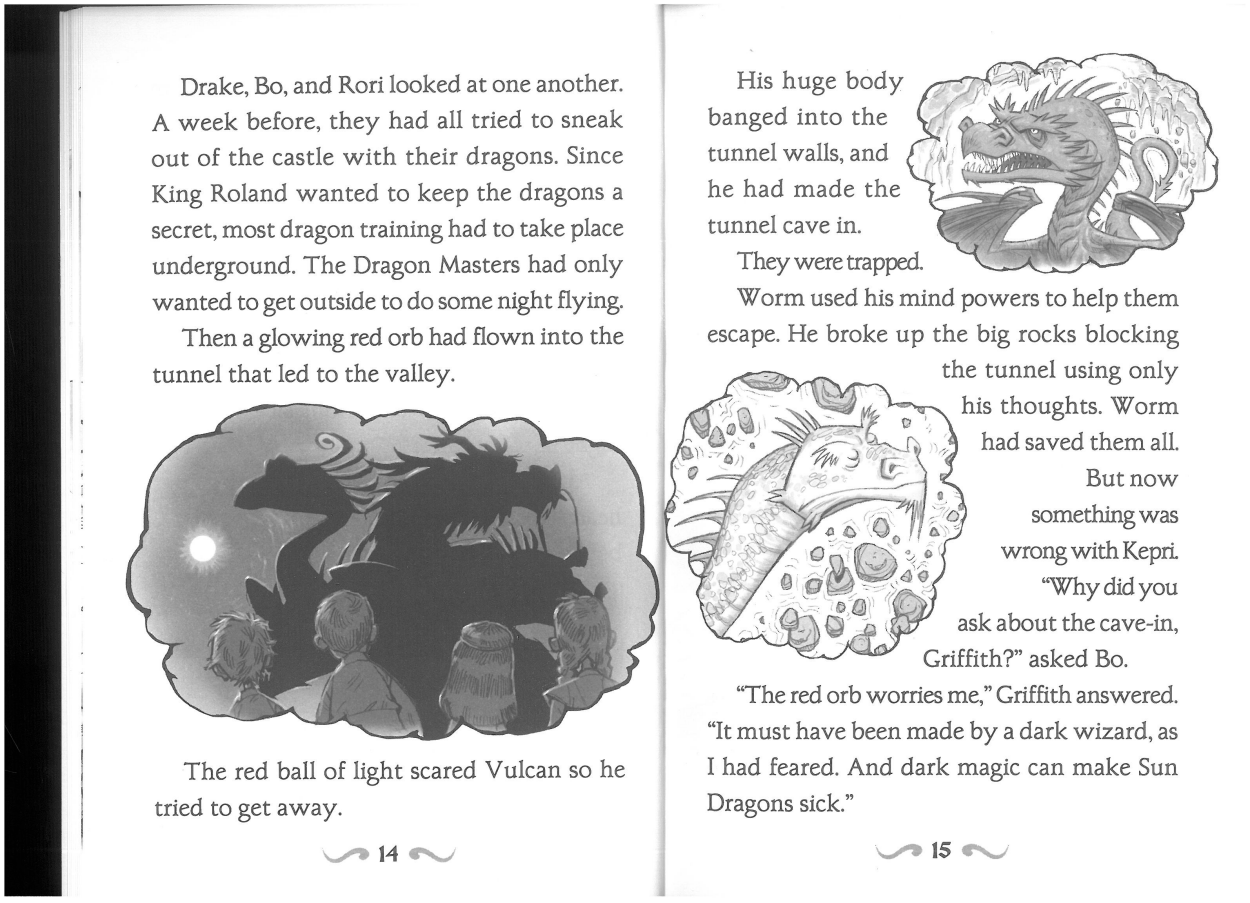 Drake, Bo, and Rori looked at one another.
A week before, they had all tried to sneak
out of the castle with their dragons. Since
King Roland wanted to keep the dragons a
secret, most dragon training had to take place
underground. The Dragon Masters had only
wanted to get outside to do some night flying.
Then a glowing red orb had flown into the
tunnel that led to the valley.
The red ball of light scared Vulcan so he
tried to get away.
14
His huge body
banged into the
tunnel walls, and
he had made the
tunnel cave in.
They were trapped.
Worm used his mind powers to help them
escape. He broke up the big rocks blocking
the tunnel using only
his thoughts. Worm
had saved them all.
But now
something was
wrong with Kepri.
“Why did you
ask about the cave-in,
Griffith?” asked Bo.
“The red orb worries me,” Griffith answered.
“It must have been made by a dark wizard, as
I had feared. And dark magic can make Sun
Dragons sick.”
15